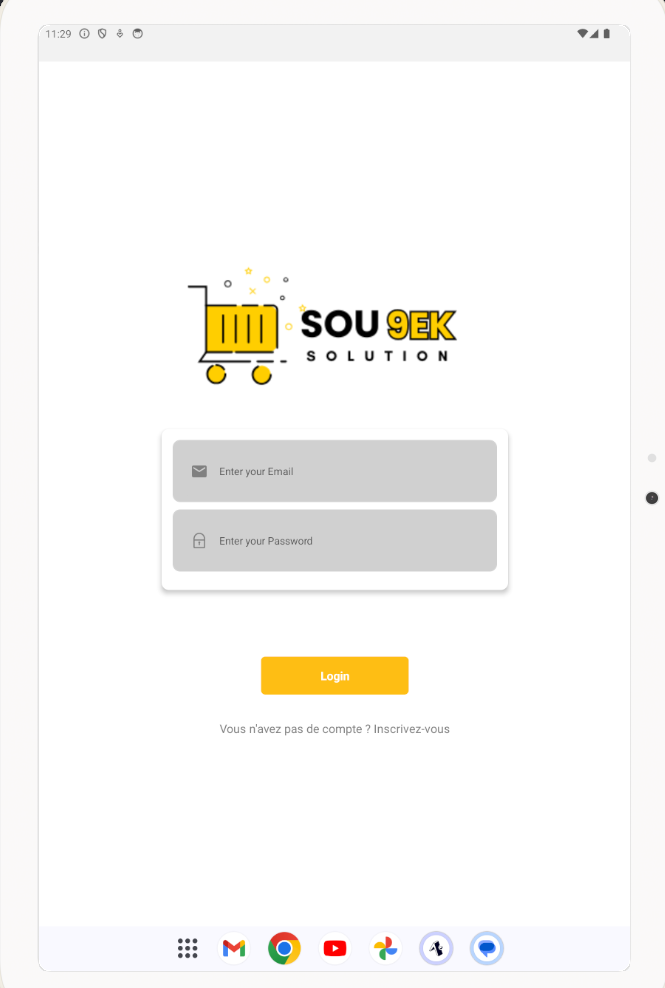 11:29
SOU 9EK
SOLUTION
Enter your Email
Enter your Password
Login
Vous n'avez pas de compte ? Inscrivez-vous